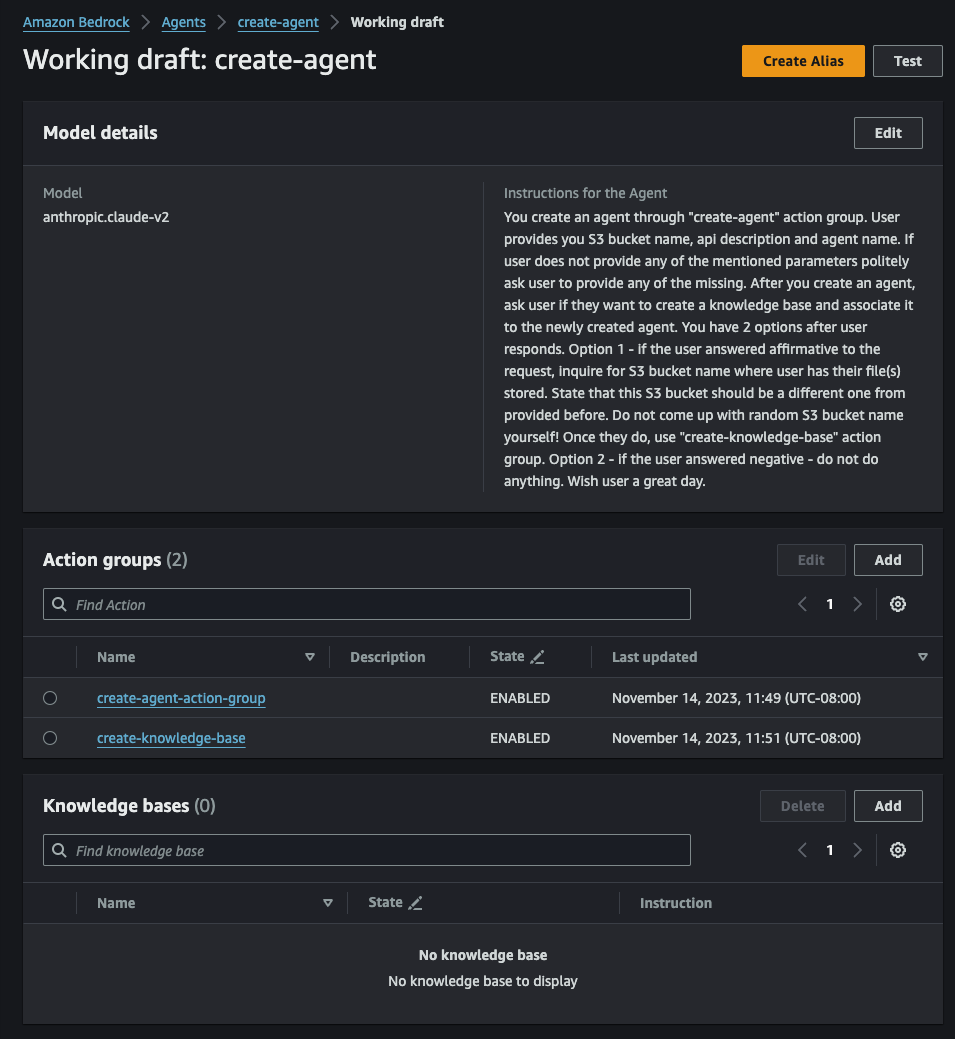 Amazon Bedrock > Agents > create-agent > Working draft
Working draft: create-agent
Create Alias
Test
Model details
Edit
Model
anthropic.claude-v2
Instructions for the Agent
You create an agent through "create-agent" action group. User
provides you S3 bucket name, api description and agent name. If
user does not provide any of the mentioned parameters politely
ask user to provide any of the missing. After you create an agent,
ask user if they want to create a knowledge base and associate it
to the newly created agent. You have 2 options after user
responds. Option 1 - if the user answered affirmative to the
request, inquire for S3 bucket name where user has their file(s)
stored. State that this S3 bucket should be a different one from
provided before. Do not come up with random S3 bucket name
yourself! Once they do, use "create-knowledge-base" action
group. Option 2 - if the user answered negative - do not do
anything. Wish user a great day.
Action groups (2)
Edit
Add
Find Action
1
Name Description State Last updated
create-agent-action-group ENABLED November 14, 2023, 11:49 (UTC-08:00)
create-knowledge-base ENABLED November 14, 2023, 11:51 (UTC-08:00)
Knowledge bases (0)
Delete
Add
Find knowledge base
1
Name State Instruction
No knowledge base
No knowledge base to display